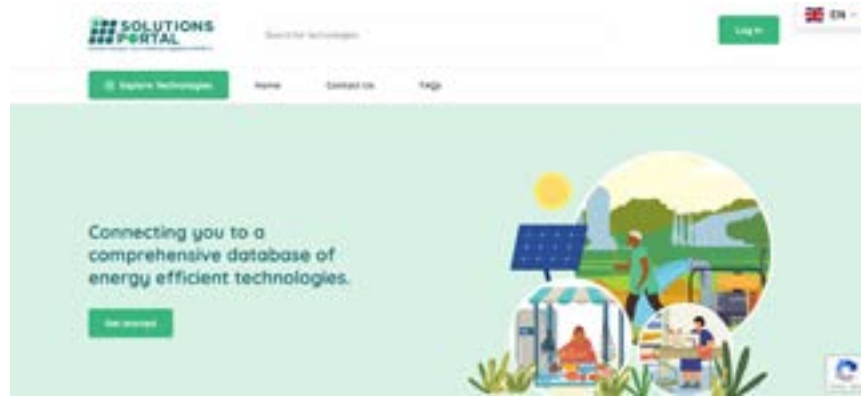 SOLUTIONS
PORTAL
Search for technologies
Log In
EN
Explore Technologies
Home
Contact Us
FAQs
Connecting you to a
comprehensive database of
energy efficient technologies.
Get started